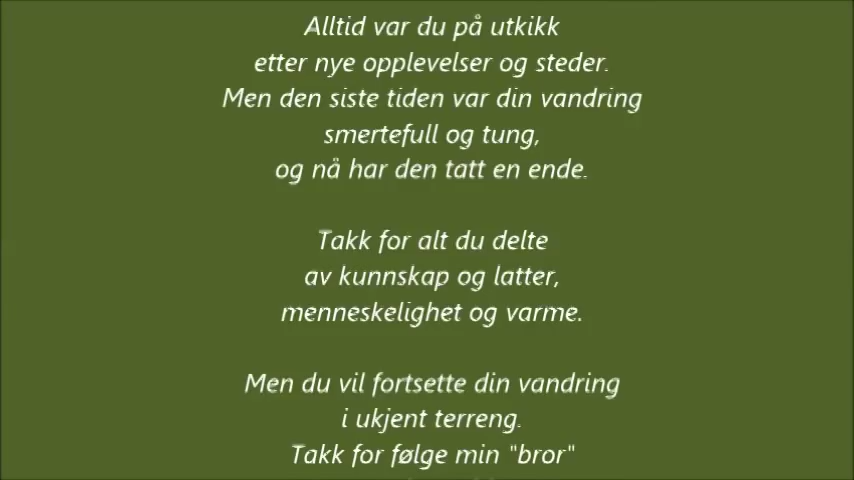 Alltid var du på utkikk
etter nye opplevelser og steder.
Men den siste tiden var din vandring
smertefull og tung,
og nå har den tatt en ende.
Takk for alt du delte
av kunnskap og latter,
menneskelighet og varme.
Men du vil fortsette din vandring
i ukjent terreng.
Takk for følge min "bror"